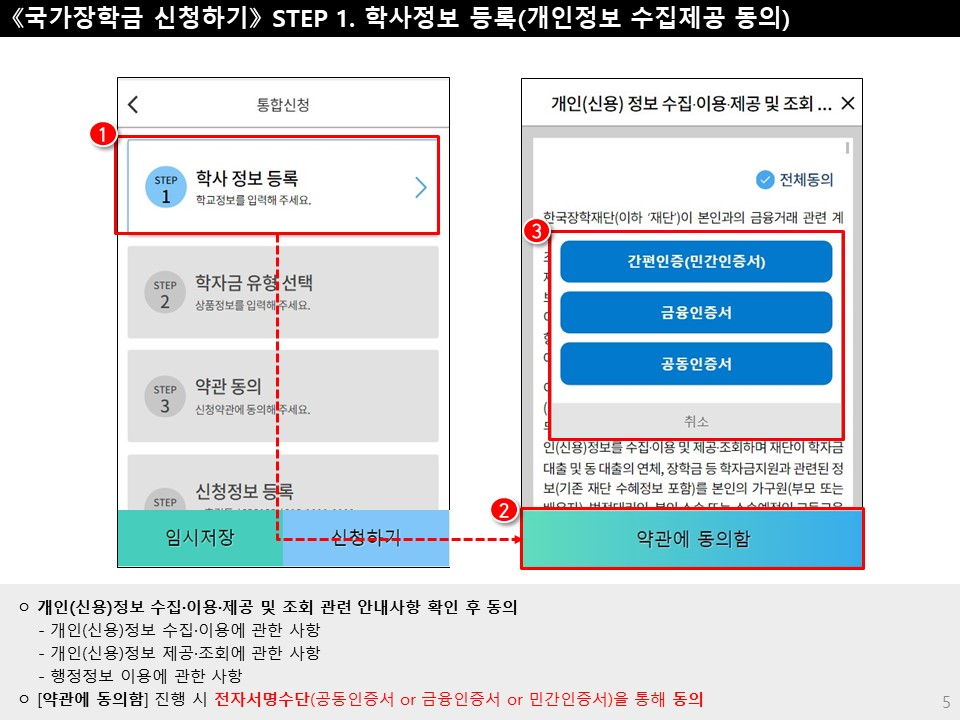 《국가장학금 신청하기》 STEP 1. 학사정보 등록(개인정보 수집제공 동의)
통합신청
1
STEP
1
학사 정보 등록
학교정보를 입력해 주세요.
STEP
2
학자금 유형 선택
상품정보를 입력해 주세요.
STEP
3
약관 동의
신청약관에 동의해 주세요.
STEP
신청정보 등록
임시저장
신청하기
개인(신용) 정보 수집·이용·제공 및 조회 ...
전체동의
한국장학재단(이하 '재단')이 본인과의 금융거래 관련 계
3
간편인증(민간인증서)
금융인증서
공동인증서
취소
인(신용)정보를 수집·이용 및 제공·조회하며 재단이 학자금
대출 및 동 대출의 연체, 장학금 등 학자금지원과 관련된 정
보(기존 재단 수혜정보 포함)를 본인의 가구원(부모 또는
2
약관에 동의함
ㅇ 개인(신용)정보 수집·이용·제공 및 조회 관련 안내사항 확인 후 동의
- 개인(신용)정보 수집·이용에 관한 사항
- 개인(신용)정보 제공·조회에 관한 사항
- 행정정보 이용에 관한 사항
ㅇ [약관에 동의함] 진행 시 전자서명수단(공동인증서 or 금융인증서 or 민간인증서)을 통해 동의
5